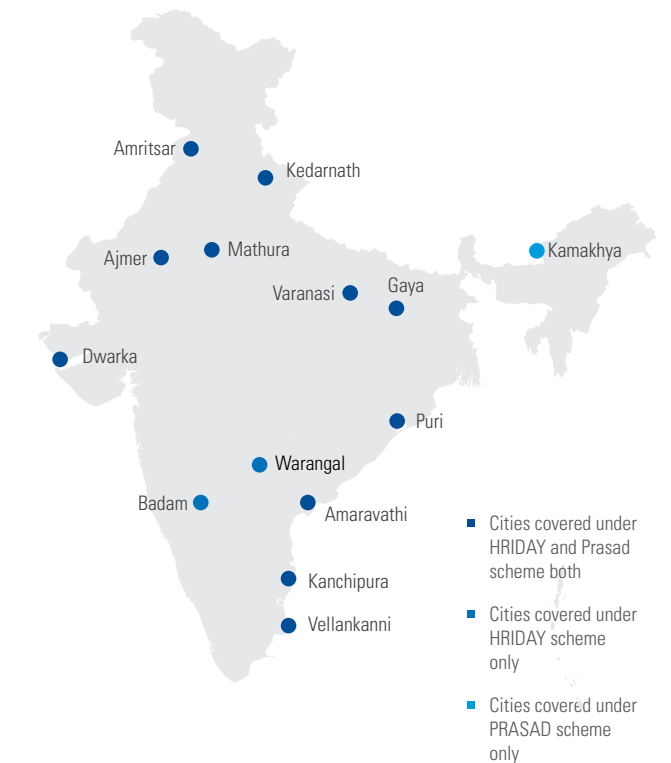 Amritsar
Kedarnath
Ajmer
Mathura
Kamakhya
Varanasi
Gaya
Dwarka
Puri
Warangal
Badam
Amaravathi
Kanchipura
Vellankanni
Cities covered under
HRIDAY and Prasad
scheme both
Cities covered under
HRIDAY scheme
only
Cities covered under
PRASAD scheme
only